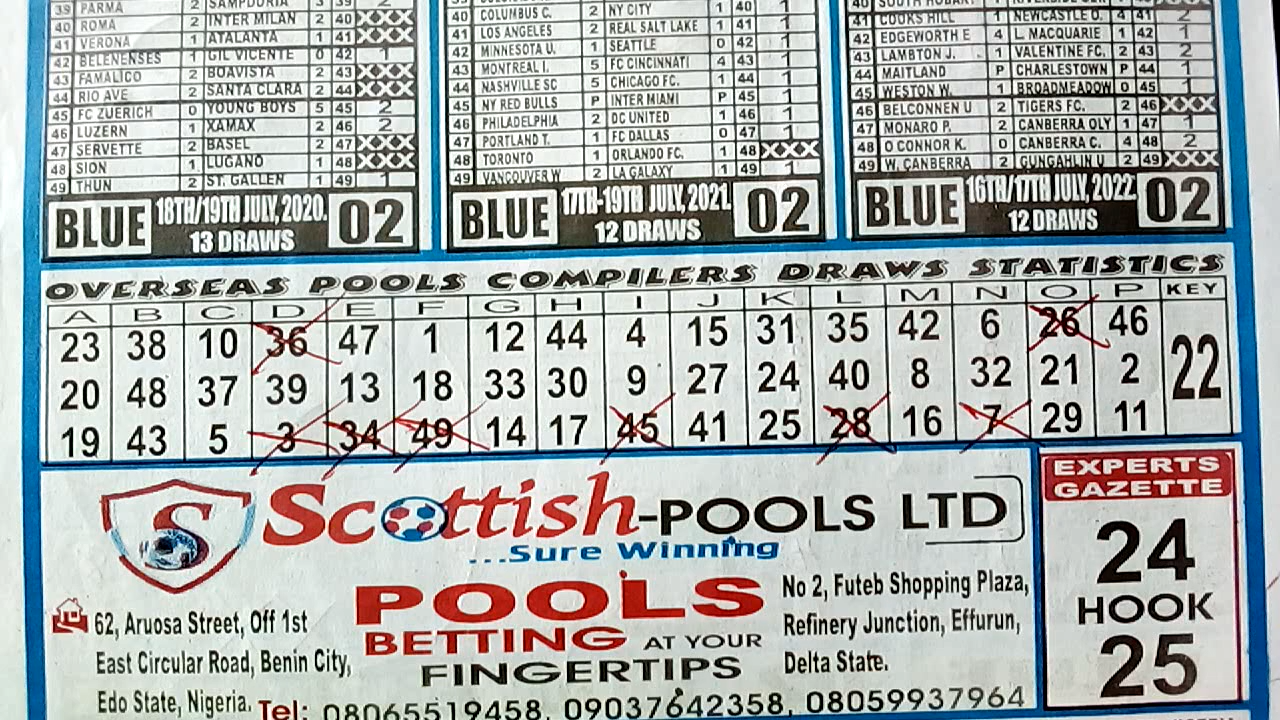 39 PARMA 2 SAMPDORIA 3 39 2
40 ROMA 2 INTER MILAN 2 40 XXX
41 VERONA 1 ATALANTA 1 41 XXX
42 BELENENSES 1 GIL VICENTE 0 42 1
43 FAMALICO 2 BOAVISTA 2 43 XXX
44 RIO AVE 2 SANTA CLARA 2 44 XXX
45 FC ZUERICH 0 YOUNG BOYS 5 45 2
46 LUZERN 1 XAMAX 2 46 2
47 SERVETTE 2 BASEL 2 47 XXX
48 SION 1 LUGANO 1 48 XXX
49 THUN 2 ST. GALLEN 1 49 1
BLUE 18TH/19TH JULY, 2020. 13 DRAWS 02
40 COLUMBUS C. 2 NY CITY 1 40 1
41 LOS ANGELES 2 REAL SALT LAKE 1 41 1
42 MINNESOTA U. 1 SEATTLE 0 42 1
43 MONTREAL I. 5 FC CINCINNATI 4 43 1
44 NASHVILLE SC 5 CHICAGO FC. 1 44 1
45 NY RED BULLS P INTER MIAMI P 45 1
46 PHILADELPHIA 2 DC UNITED 1 46 1
47 PORTLAND T. 1 FC DALLAS 0 47 1
48 TORONTO 1 ORLANDO FC. 1 48 XXX
49 VANCOUVER W 2 LA GALAXY 1 49 1
BLUE 17TH-19TH JULY, 2021. 12 DRAWS 02
41 COOKS HILL 1 NEWCASTLE O. 4 41 2
42 EDGEWORTH E 4 L. MACQUARIE 1 42 1
43 LAMBTON J. 1 VALENTINE FC, 2 43 2
44 MAITLAND P CHARLESTOWN P 44 1
45 WESTON W. 1 BROADMEADOW 0 45 1
46 BELCONNEN U 2 TIGERS FC. 2 46 XXX
47 MONARO P. 2 CANBERRA OLY 1 47 1
48 O CONNOR K. 0 CANBERRA C. 4 48 2
49 W. CANBERRA 2 GUNGAHLIN U 2 49 XXX
BLUE 16TH/17TH JULY, 2022. 12 DRAWS 02
OVERSEAS POOLS COMPILERS DRAWS STATISTICS
A B C D E F G H I J K L M N O P KEY
23 38 10 36 47 1 12 44 4 15 31 35 42 6 26 46
20 48 37 39 13 18 33 30 9 27 24 40 8 32 21 2 22
19 43 5 3 34 49 14 17 45 41 25 28 16 7 29 11
S Scottish-POOLS LTD
...Sure Winning
POOLS
BETTING AT YOUR
FINGERTIPS
62, Aruosa Street, Off 1st
East Circular Road, Benin City,
Edo State, Nigeria.
No 2, Futeb Shopping Plaza,
Refinery Junction, Effurun,
Delta State.
Tel: 08065519458, 09037642358, 08059937964
EXPERTS
GAZETTE
24
HOOK
25